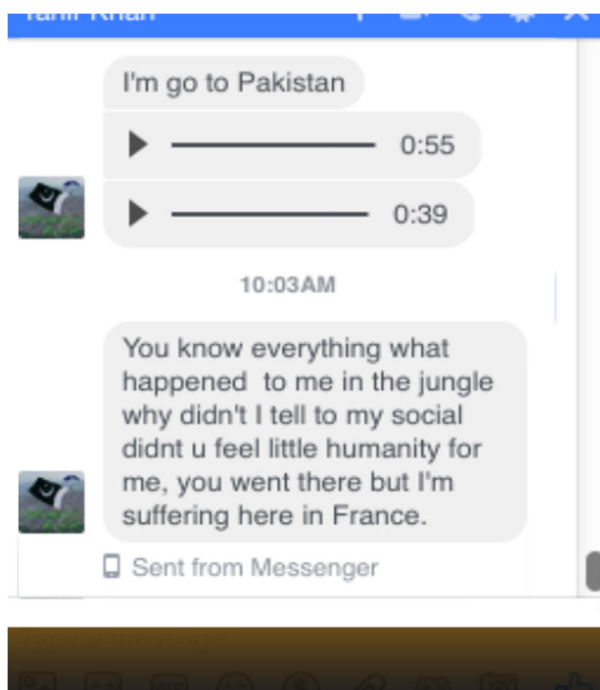 Tahir Khan
I'm go to Pakistan
0:55
0:39
10:03AM
You know everything what
happened to me in the jungle
why didn't I tell to my social
didnt u feel little humanity for
me, you went there but I'm
suffering here in France.
Sent from Messenger